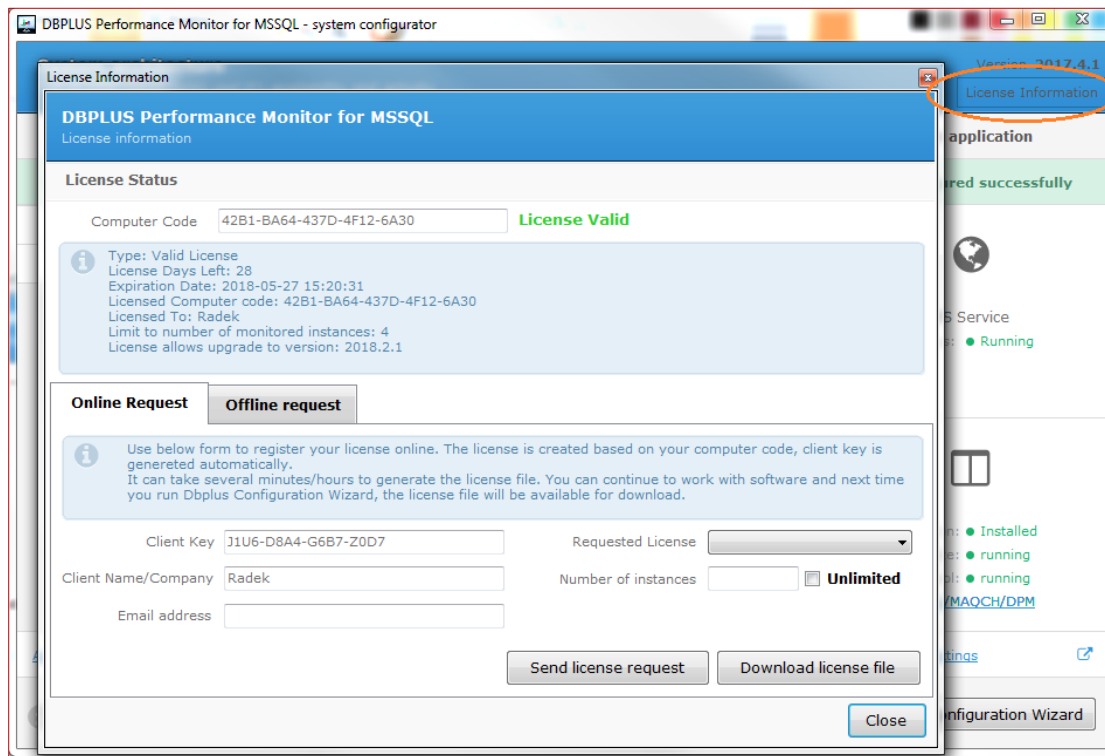 DBPLUS Performance Monitor for MSSQL - system configurator
Version 2017.4.1
License Information
License Information
DBPLUS Performance Monitor for MSSQL
License information
application
License Status
Computer Code 42B1-BA64-437D-4F12-6A30 License Valid
Type: Valid License
License Days Left: 28
Expiration Date: 2018-05-27 15:20:31
Licensed Computer code: 42B1-BA64-437D-4F12-6A30
Licensed To: Radek
Limit to number of monitored instances: 4
License allows upgrade to version: 2018.2.1
successfully
Service
Running
Online Request Offline request
Use below form to register your license online. The license is created based on your computer code, client key is
genereted automatically.
It can take several minutes/hours to generate the license file. You can continue to work with software and next time
you run Dbplus Configuration Wizard, the license file will be available for download.
Client Key J1U6-D8A4-G6B7-Z0D7 Requested License
Client Name/Company Radek Number of instances Unlimited
Email address
Installed
running
running
/MAQCH/DPM
Send license request Download license file
Close
Wizard